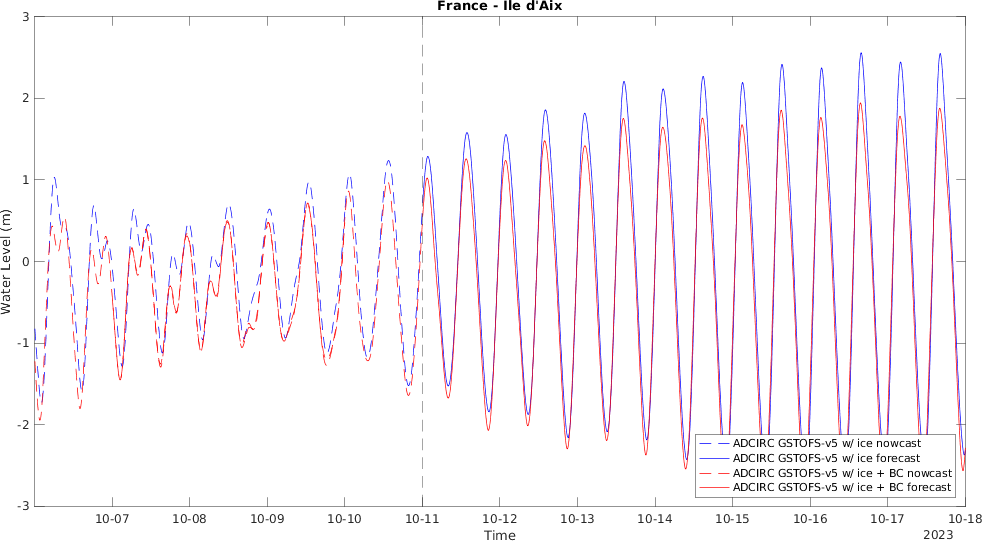 France - Ile d'Aix
Water Level (m)
3
2
1
0
-1
-2
-3
ADCIRC GSTOFS-v5 w/ ice nowcast
ADCIRC GSTOFS-v5 w/ ice forecast
ADCIRC GSTOFS-v5 w/ ice + BC nowcast
ADCIRC GSTOFS-v5 w/ ice + BC forecast
10-07 10-08 10-09 10-10 10-11 10-12 10-13 10-14 10-15 10-16 10-17 10-18
Time
2023